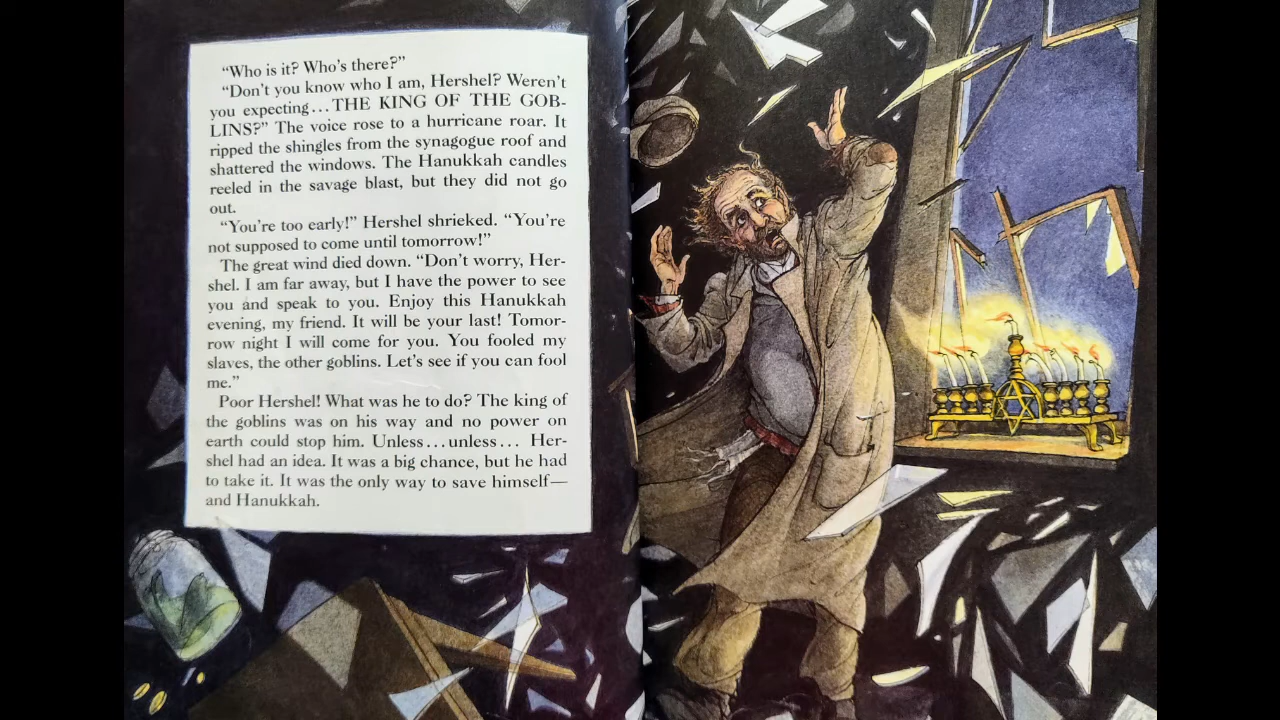 “Who is it? Who’s there?”
“Don’t you know who I am, Hershel? Weren’t
you expecting...THE KING OF THE GOB-
LINS?” The voice rose to a hurricane roar. It
ripped the shingles from the synagogue roof and
shattered the windows. The Hanukkah candles
reeled in the savage blast, but they did not go
out.
“You’re too early!” Hershel shrieked. “You’re
not supposed to come until tomorrow!”
The great wind died down. “Don’t worry, Her-
shel. I am far away, but I have the power to see
you and speak to you. Enjoy this Hanukkah
evening, my friend. It will be your last! Tomor-
row night I will come for you. You fooled my
slaves, the other goblins. Let’s see if you can fool
me.”
Poor Hershel! What was he to do? The king of
the goblins was on his way and no power on
earth could stop him. Unless...unless... Her-
shel had an idea. It was a big chance, but he had
to take it. It was the only way to save himself—
and Hanukkah.